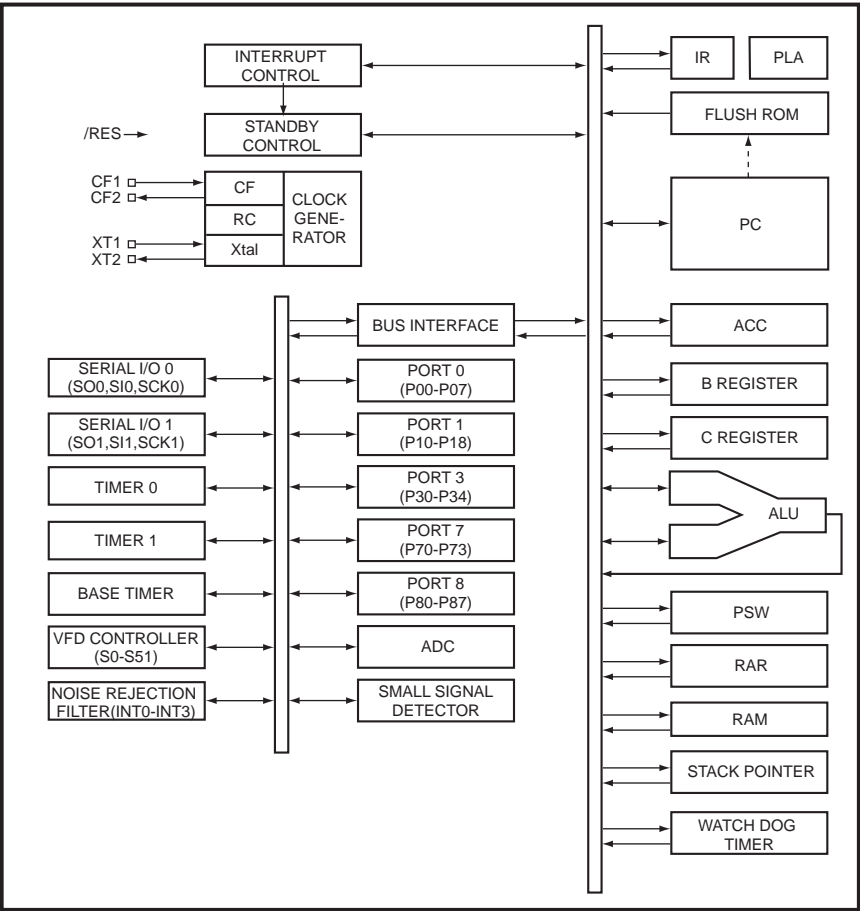 INTERRUPT
CONTROL
/RES
STANDBY
CONTROL
CF1
CF2
XT1
XT2
CF
RC
Xtal
CLOCK
GENE-
RATOR
SERIAL I/O 0
(SO0,SI0,SCK0)
SERIAL I/O 1
(SO1,SI1,SCK1)
TIMER 0
TIMER 1
BASE TIMER
VFD CONTROLLER
(S0-S51)
NOISE REJECTION
FILTER(INT0-INT3)
BUS INTERFACE
PORT 0
(P00-P07)
PORT 1
(P10-P18)
PORT 3
(P30-P34)
PORT 7
(P70-P73)
PORT 8
(P80-P87)
ADC
SMALL SIGNAL
DETECTOR
IR
PLA
FLUSH ROM
PC
ACC
B REGISTER
C REGISTER
ALU
PSW
RAR
RAM
STACK POINTER
WATCH DOG
TIMER